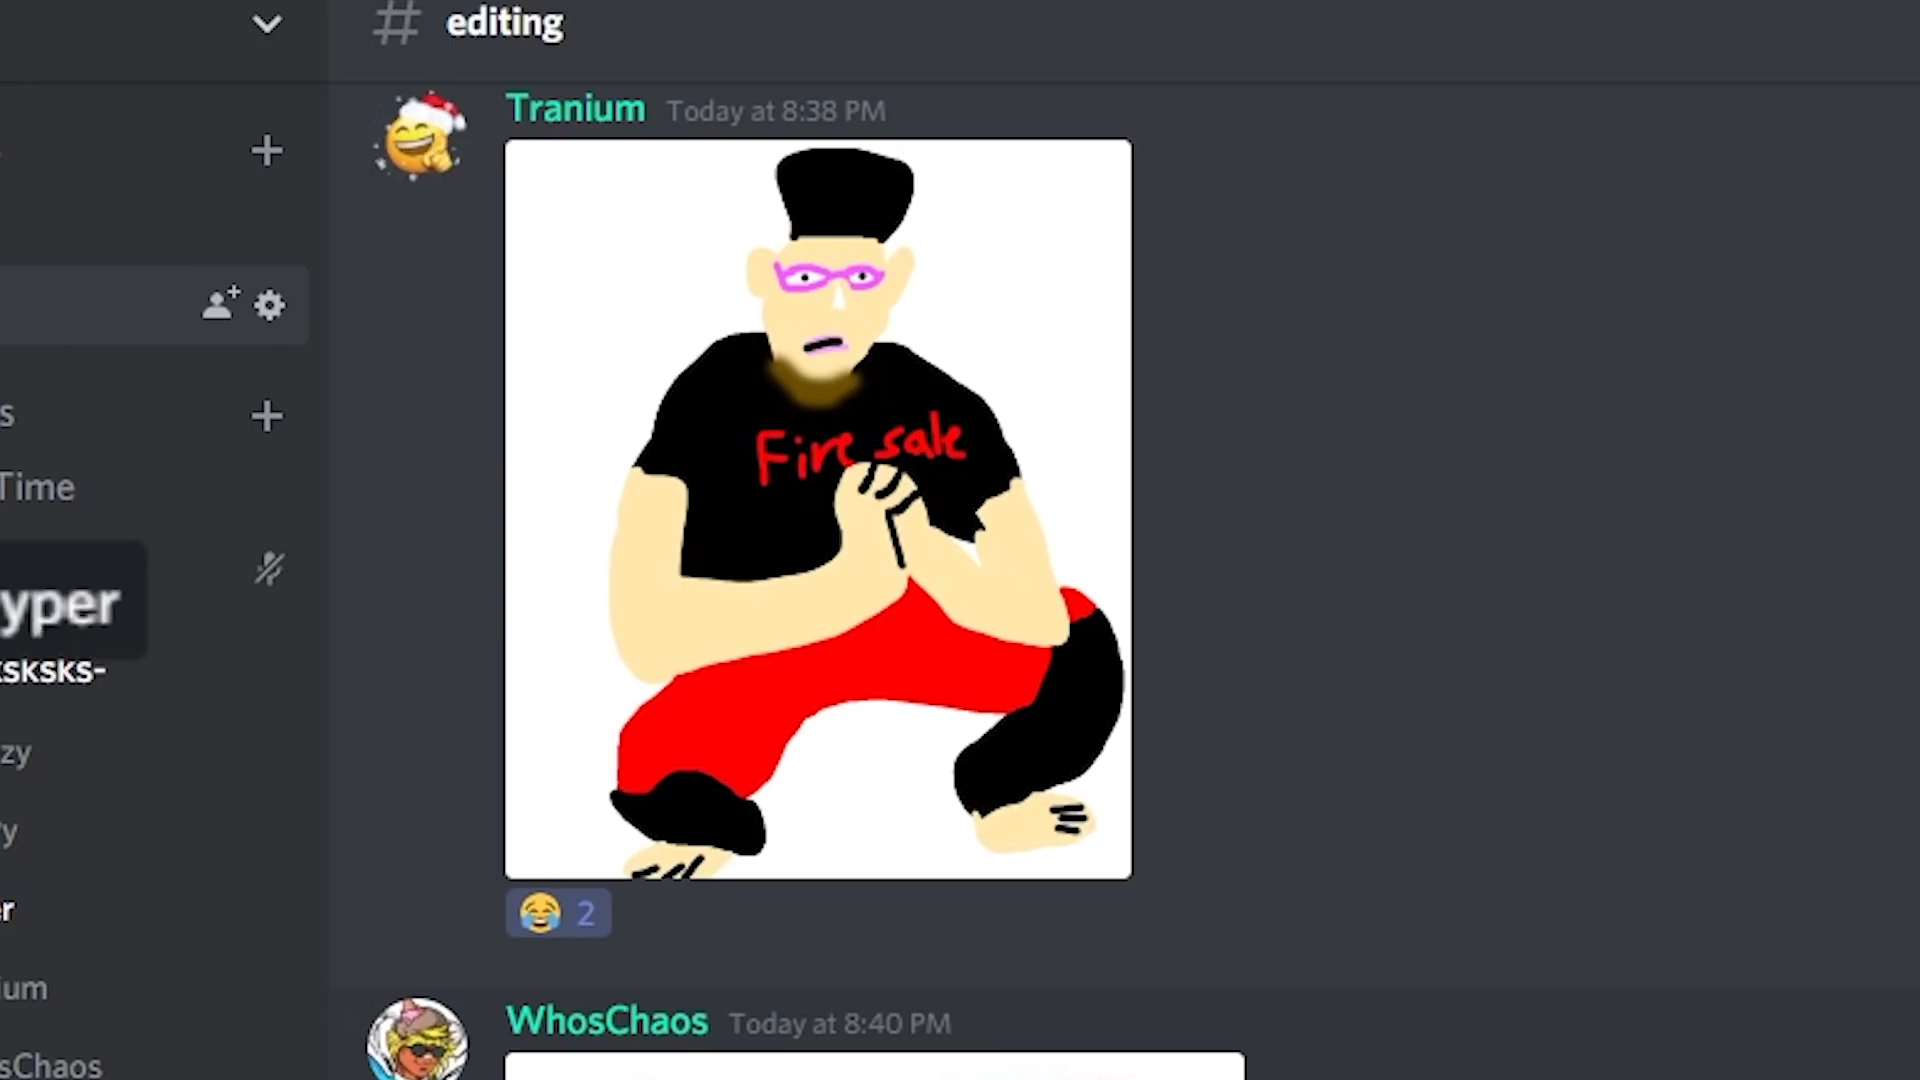 # editing
Tranium Today at 8:38 PM
Fire sale
s
Time
yper
sksks-
zy
y
er
2
ium
WhosChaos Today at 8:40 PM
sChaos